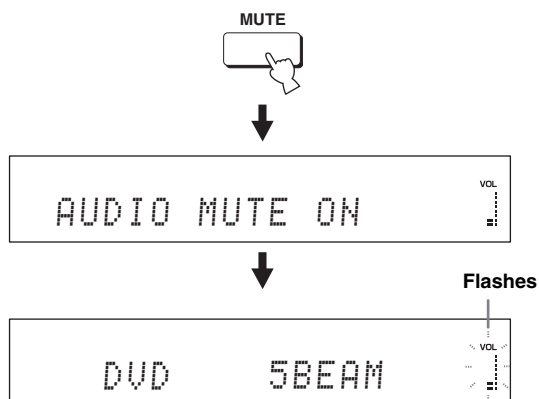 MUTE
VOL
AUDIO MUTE ON
Flashes
VOL
DVD 5BEAM